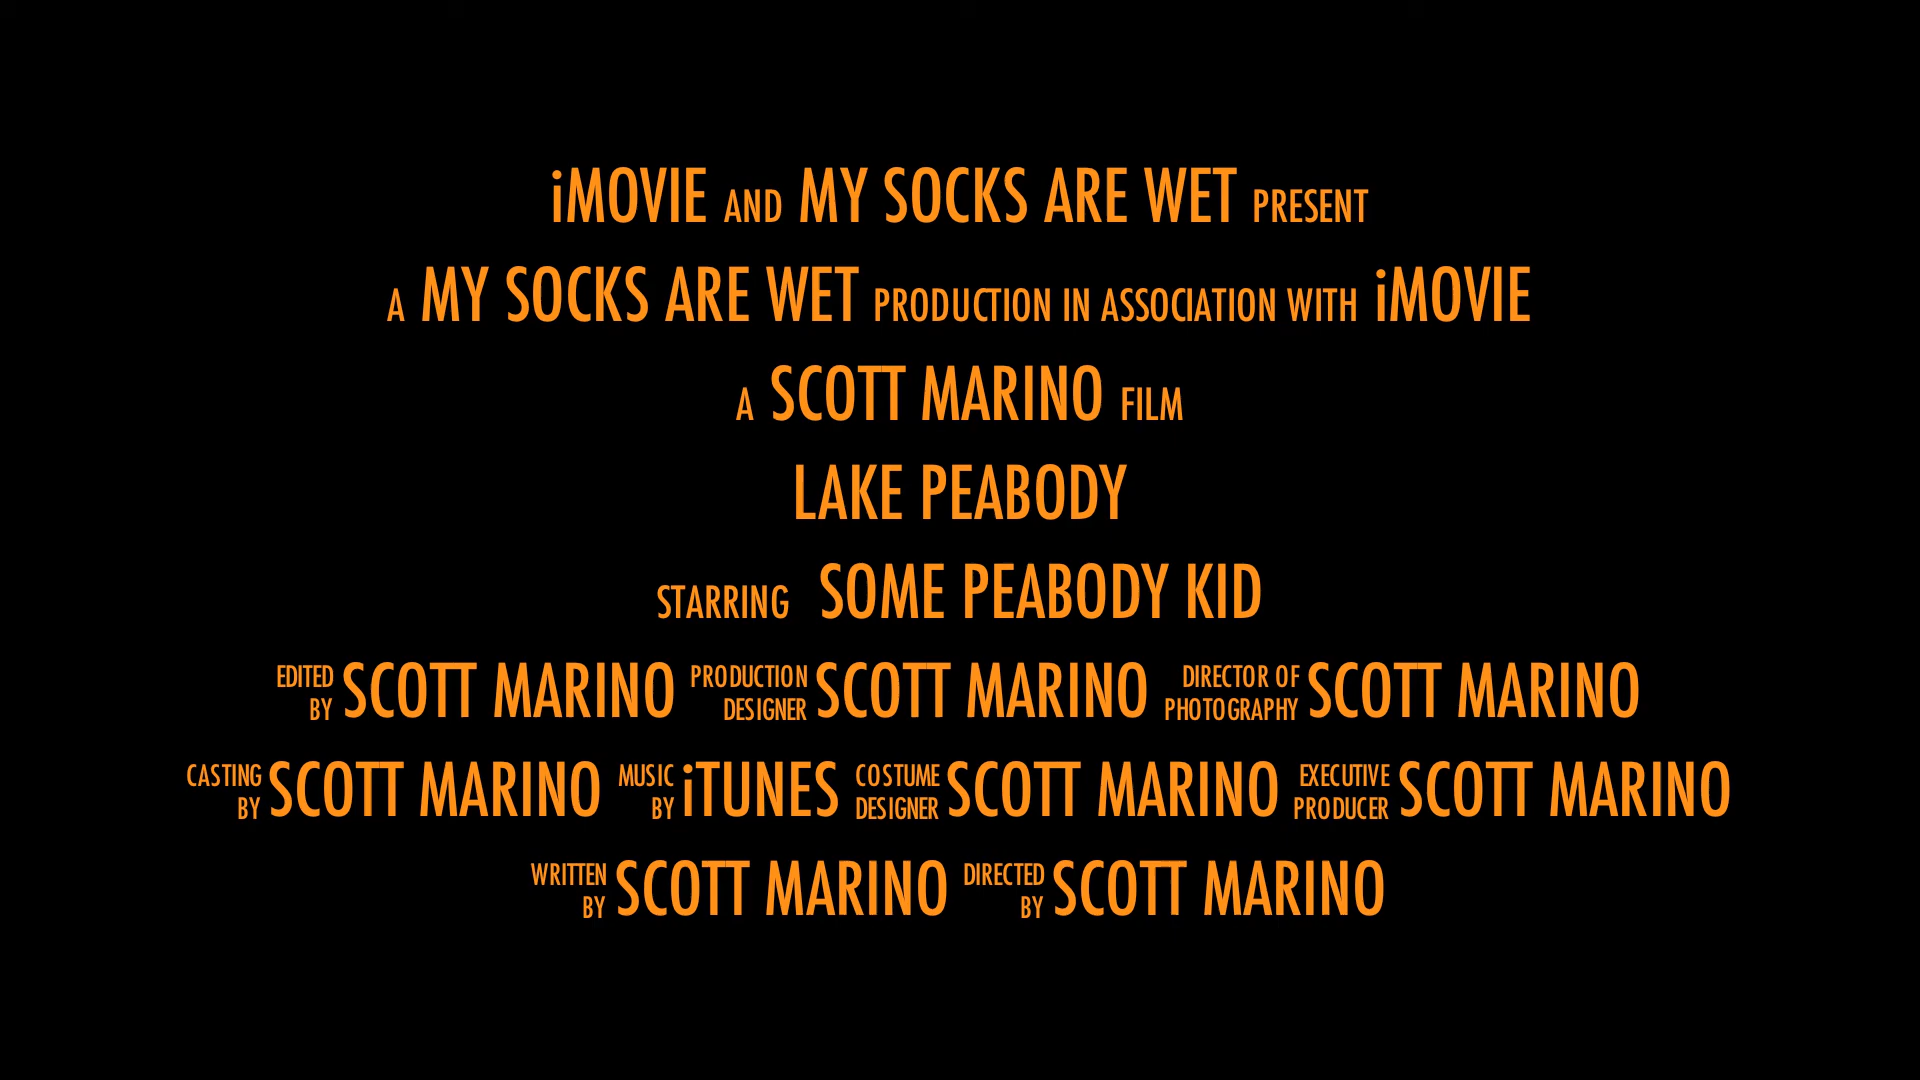 iMOVIE AND MY SOCKS ARE WET PRESENT
A MY SOCKS ARE WET PRODUCTION IN ASSOCIATION WITH iMOVIE
A SCOTT MARINO FILM
LAKE PEABODY
STARRING SOME PEABODY KID
EDITED BY SCOTT MARINO PRODUCTION DESIGNER SCOTT MARINO DIRECTOR OF PHOTOGRAPHY SCOTT MARINO
CASTING BY SCOTT MARINO MUSIC BY iTUNES COSTUME DESIGNER SCOTT MARINO EXECUTIVE PRODUCER SCOTT MARINO
WRITTEN BY SCOTT MARINO DIRECTED BY SCOTT MARINO